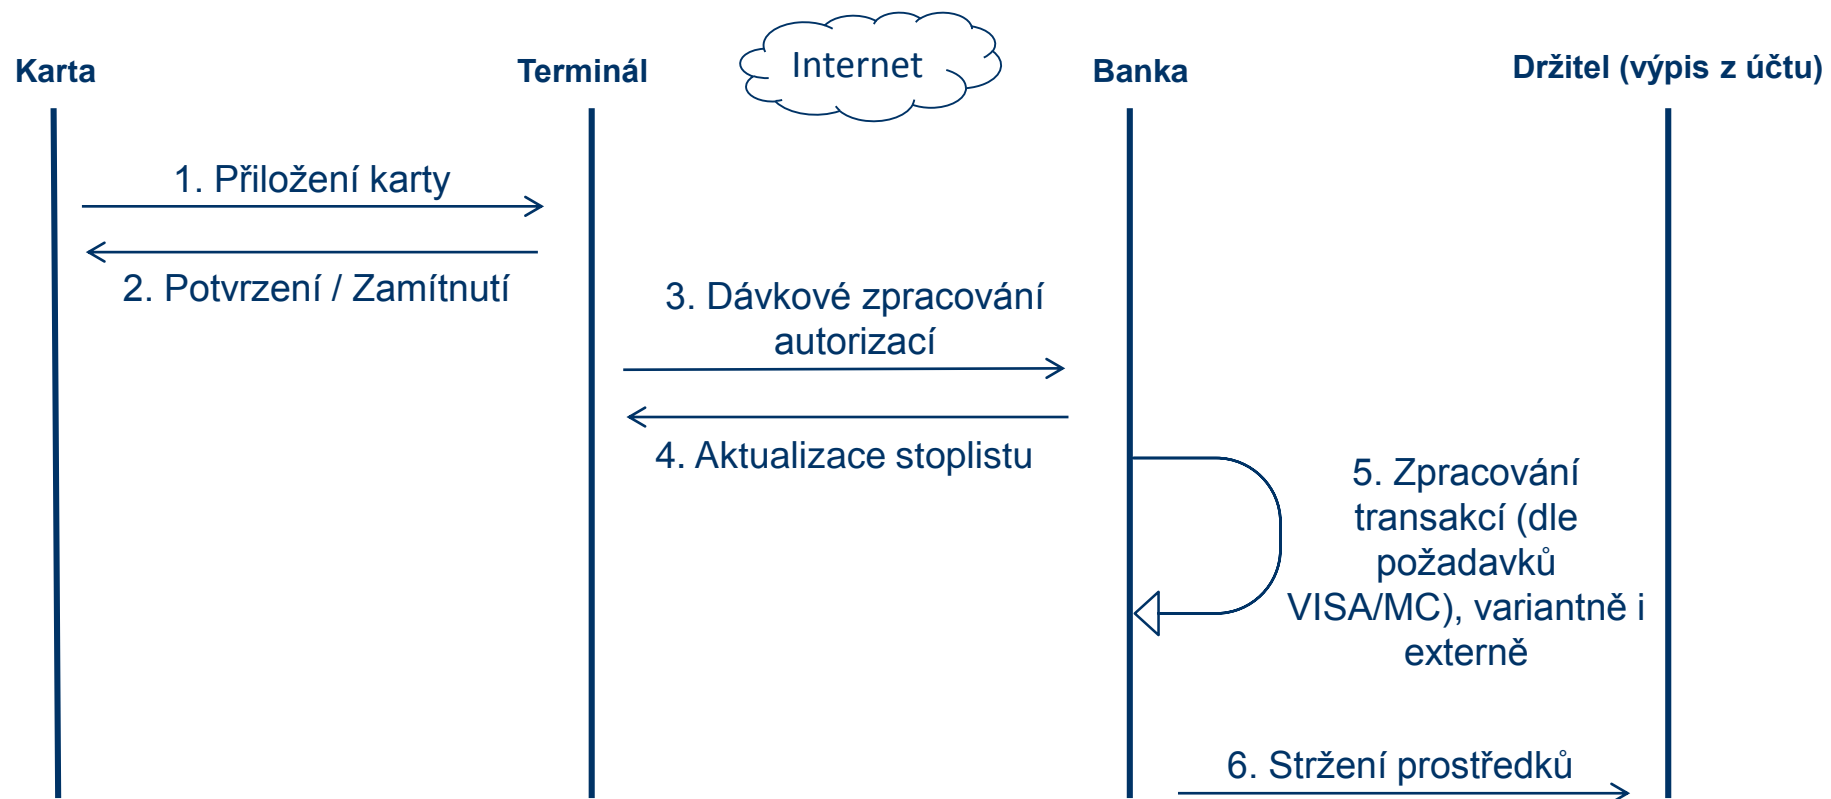 Karta
Terminál
Internet
Banka
Držitel (výpis z účtu)
1. Přiložení karty
2. Potvrzení / Zamítnutí
3. Dávkové zpracování
autorizací
4. Aktualizace stoplistu
5. Zpracování
transakcí (dle
požadavků
VISA/MC), variantně i
externě
6. Stržení prostředků